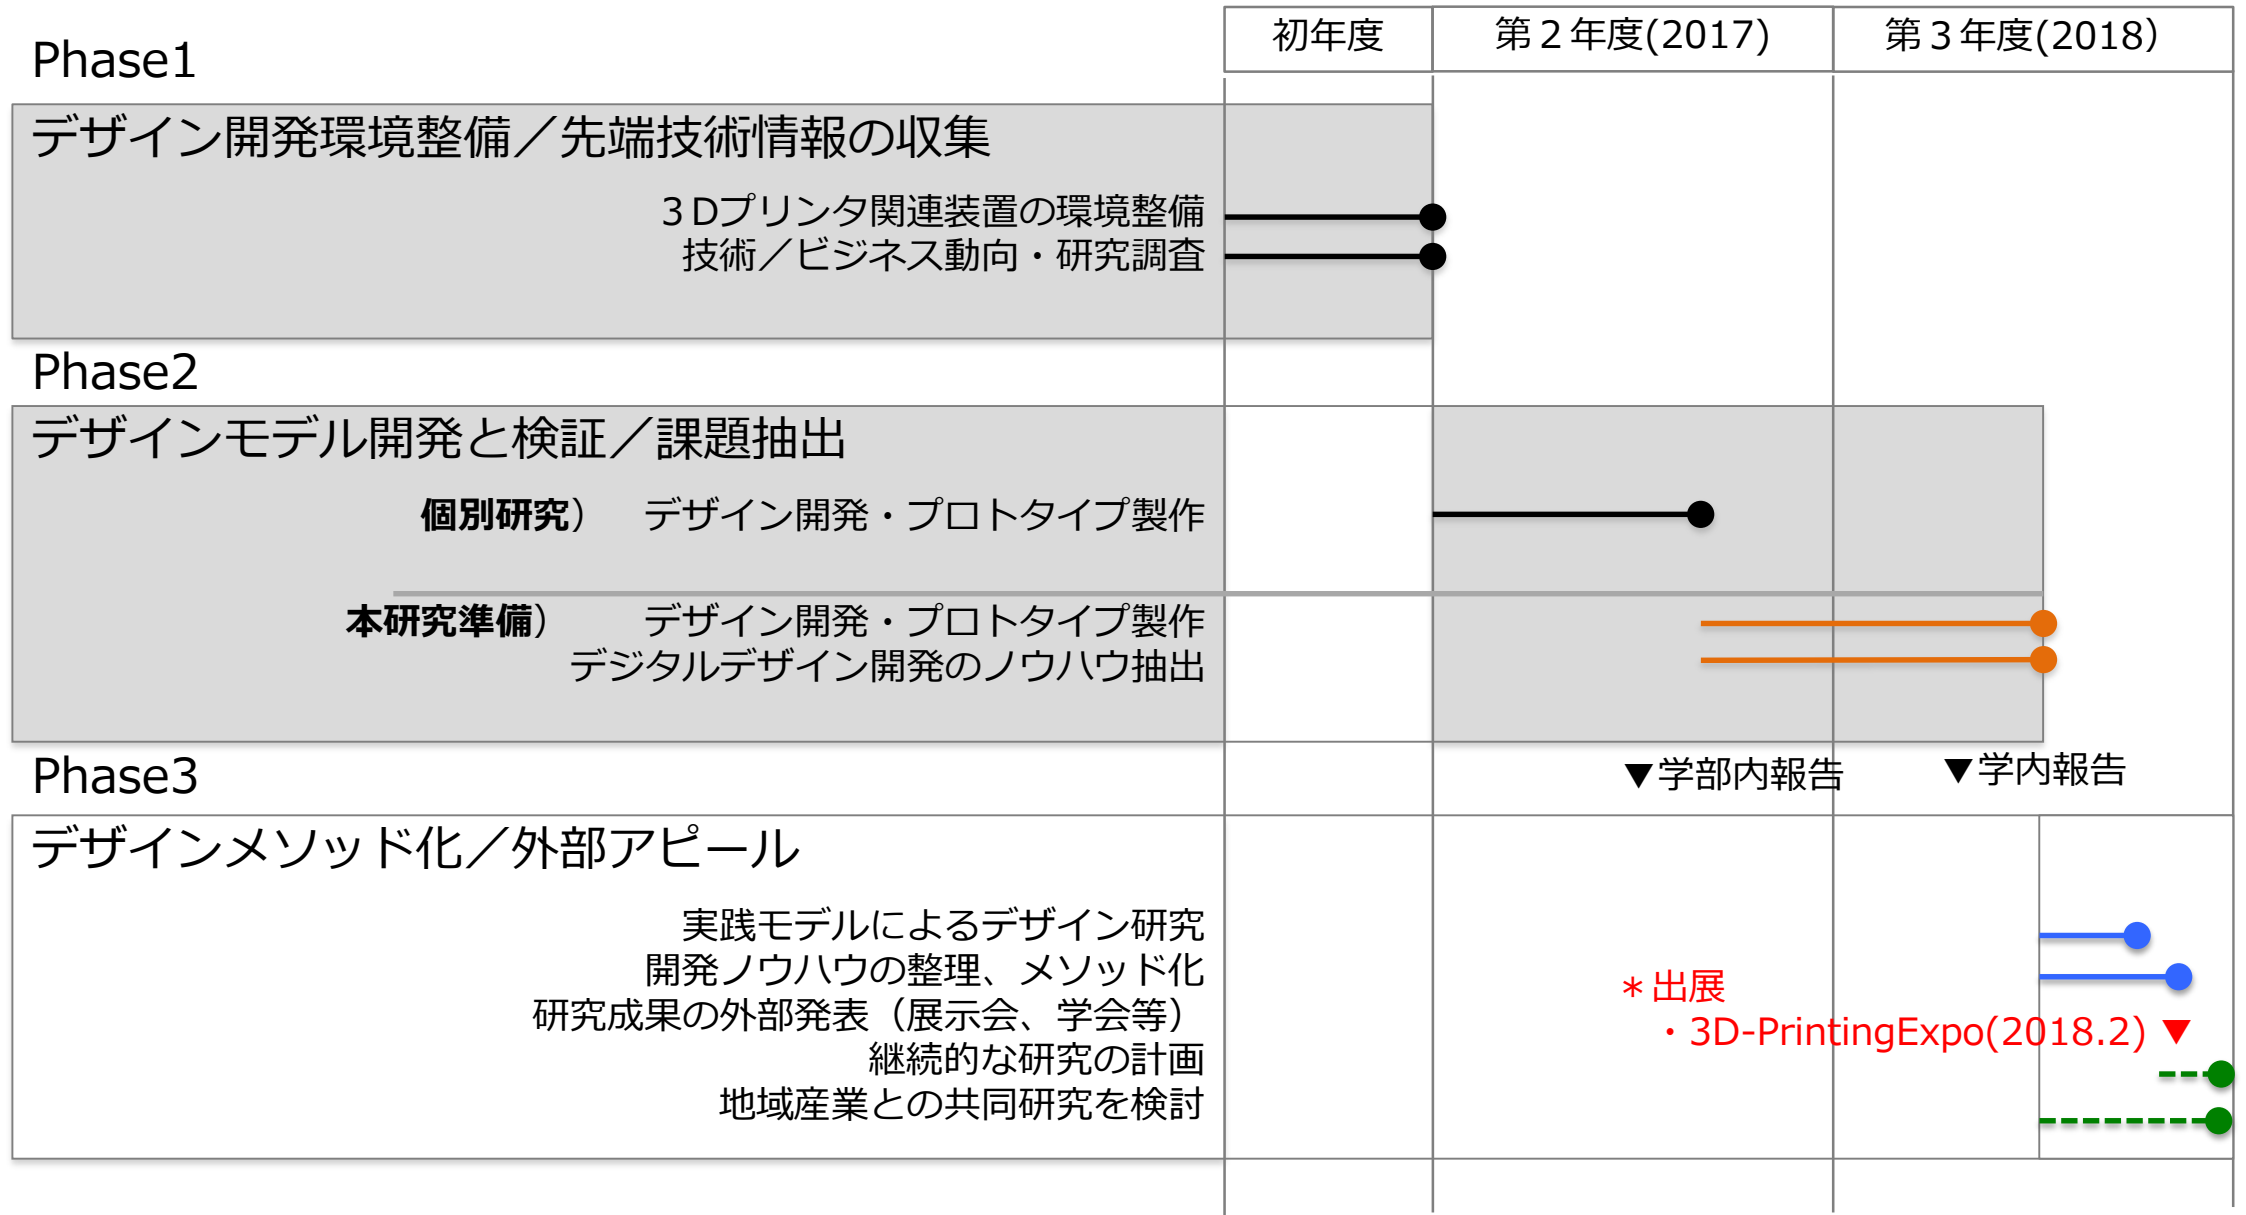 初年度
第２年度(2017)
第３年度(2018）
Phase1
デザイン開発環境整備／先端技術情報の収集
３Dプリンタ関連装置の環境整備
技術／ビジネス動向・研究調査
Phase2
デザインモデル開発と検証／課題抽出
個別研究）　デザイン開発・プロトタイプ製作
本研究準備）　　デザイン開発・プロトタイプ製作
デジタルデザイン開発のノウハウ抽出
Phase3
▼学部内報告
▼学内報告
デザインメソッド化／外部アピール
実践モデルによるデザイン研究
開発ノウハウの整理、メソッド化
研究成果の外部発表（展示会、学会等）
継続的な研究の計画
地域産業との共同研究を検討
＊出展
・3D-PrintingExpo(2018.2) ▼